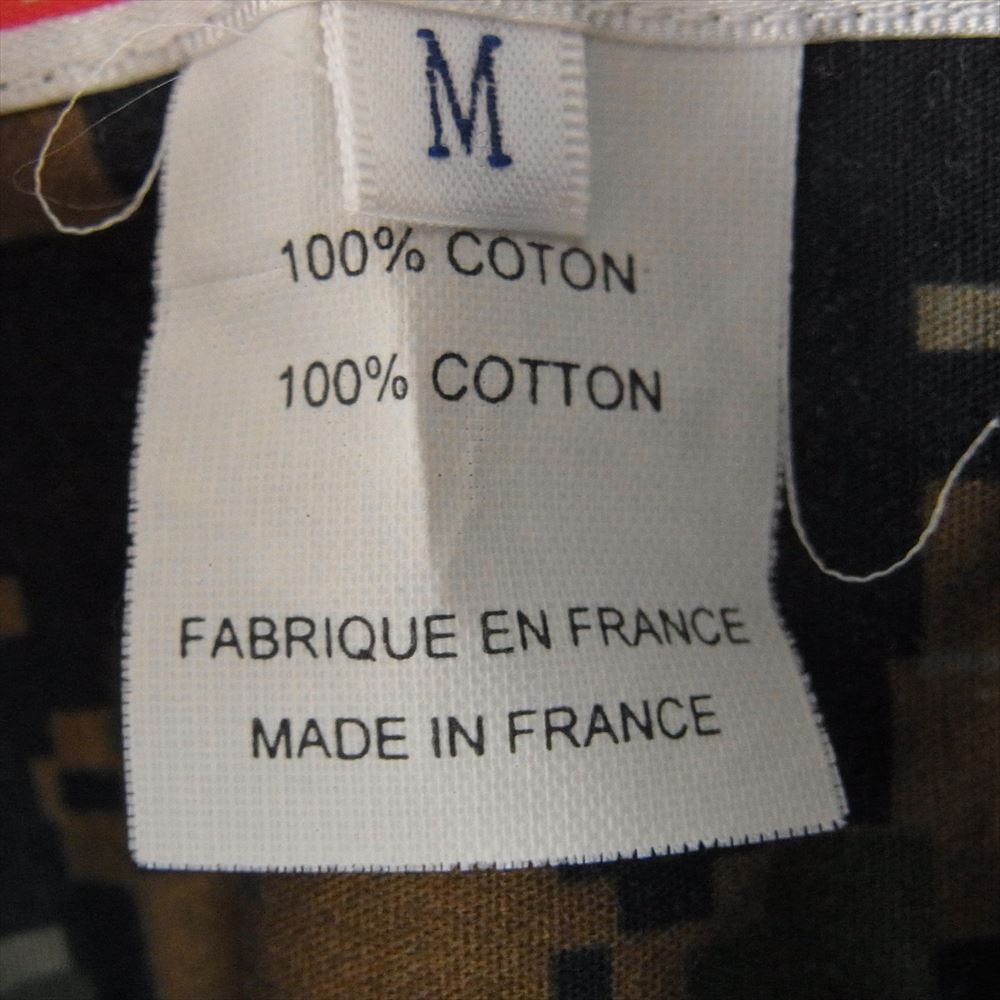 M
100% COTON
100% COTTON
FABRIQUE EN FRANCE
MADE IN FRANCE